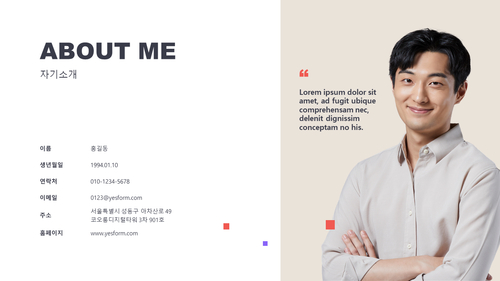 ABOUT ME
자기소개
이름 홍길동
생년월일 1994.01.10
연락처 010-1234-5678
이메일 0123@yesform.com
주소 서울특별시 성동구 아차산로 49
코오롱디지털타워 3차 901호
홈페이지 www.yesform.com
Lorem ipsum dolor sit
amet, ad fugit ubique
comprehensam nec,
delenit dignissim
conceptam no his.